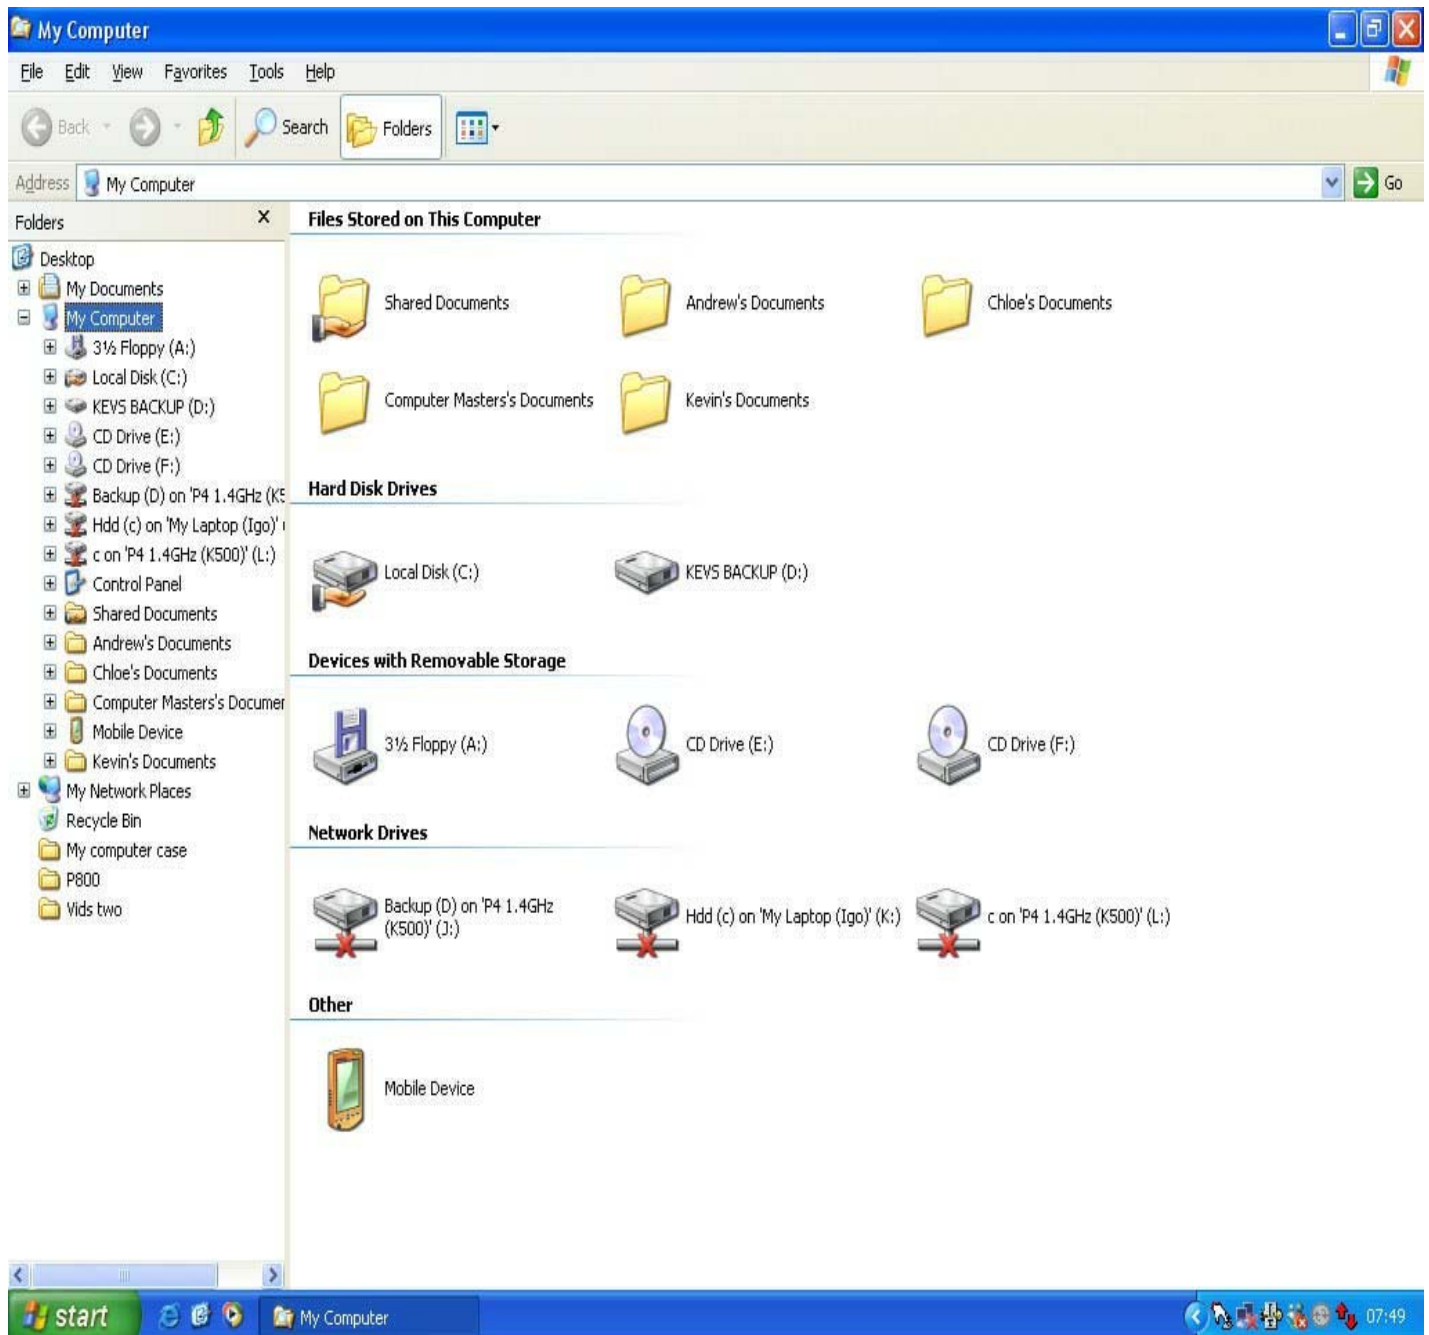 My Computer
File Edit View Favorites Tools Help
Back Search Folders
Address My Computer Go
Folders X
Desktop
My Documents
My Computer
3½ Floppy (A:)
Local Disk (C:)
KEVS BACKUP (D:)
CD Drive (E:)
CD Drive (F:)
Backup (D) on 'P4 1.4GHz (K5
Hdd (c) on 'My Laptop (Igo)'
c on 'P4 1.4GHz (K500)' (L:)
Control Panel
Shared Documents
Andrew's Documents
Chloe's Documents
Computer Masters's Documer
Mobile Device
Kevin's Documents
My Network Places
Recycle Bin
My computer case
P800
Vids two
Files Stored on This Computer
Shared Documents Andrew's Documents Chloe's Documents
Computer Masters's Documents Kevin's Documents
Hard Disk Drives
Local Disk (C:) KEVS BACKUP (D:)
Devices with Removable Storage
3½ Floppy (A:) CD Drive (E:) CD Drive (F:)
Network Drives
Backup (D) on 'P4 1.4GHz
(K500)' (J:)
Hdd (c) on 'My Laptop (Igo)' (K:)
c on 'P4 1.4GHz (K500)' (L:)
Other
Mobile Device
start My Computer 07:49